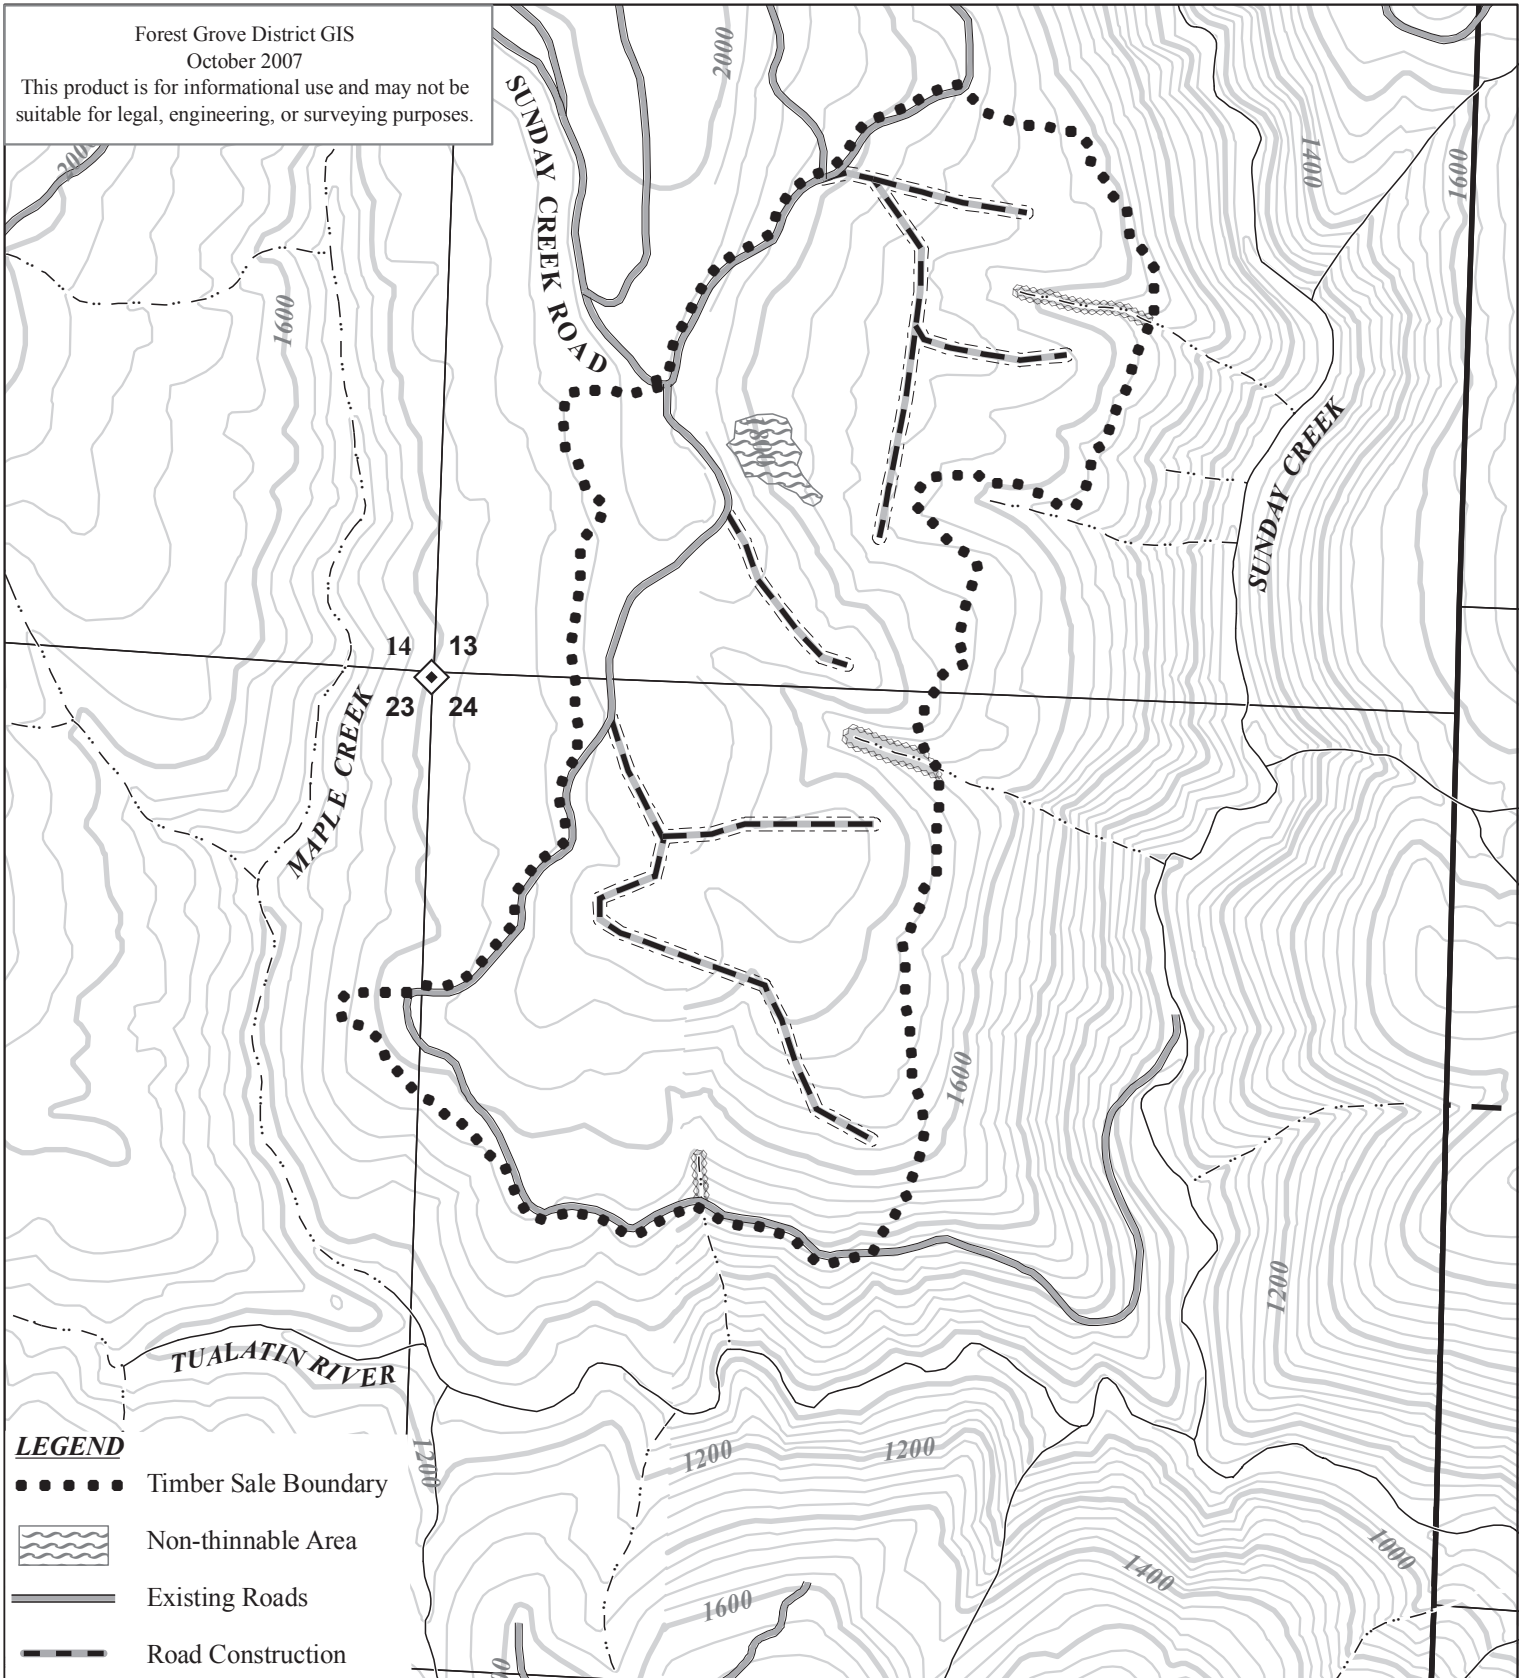 Forest Grove District GIS
October 2007
This product is for informational use and may not be
suitable for legal, engineering, or surveying purposes.
2000
2000
SUNDAY CREEK ROAD
1400
1600
1600
1800
SUNDAY CREEK
14
13
23
24
MAPLE CREEK
1600
1200
TUALATIN RIVER
1200
1200
1200
1000
1400
1600
LEGEND
Timber Sale Boundary
Non-thinnable Area
Existing Roads
Road Construction